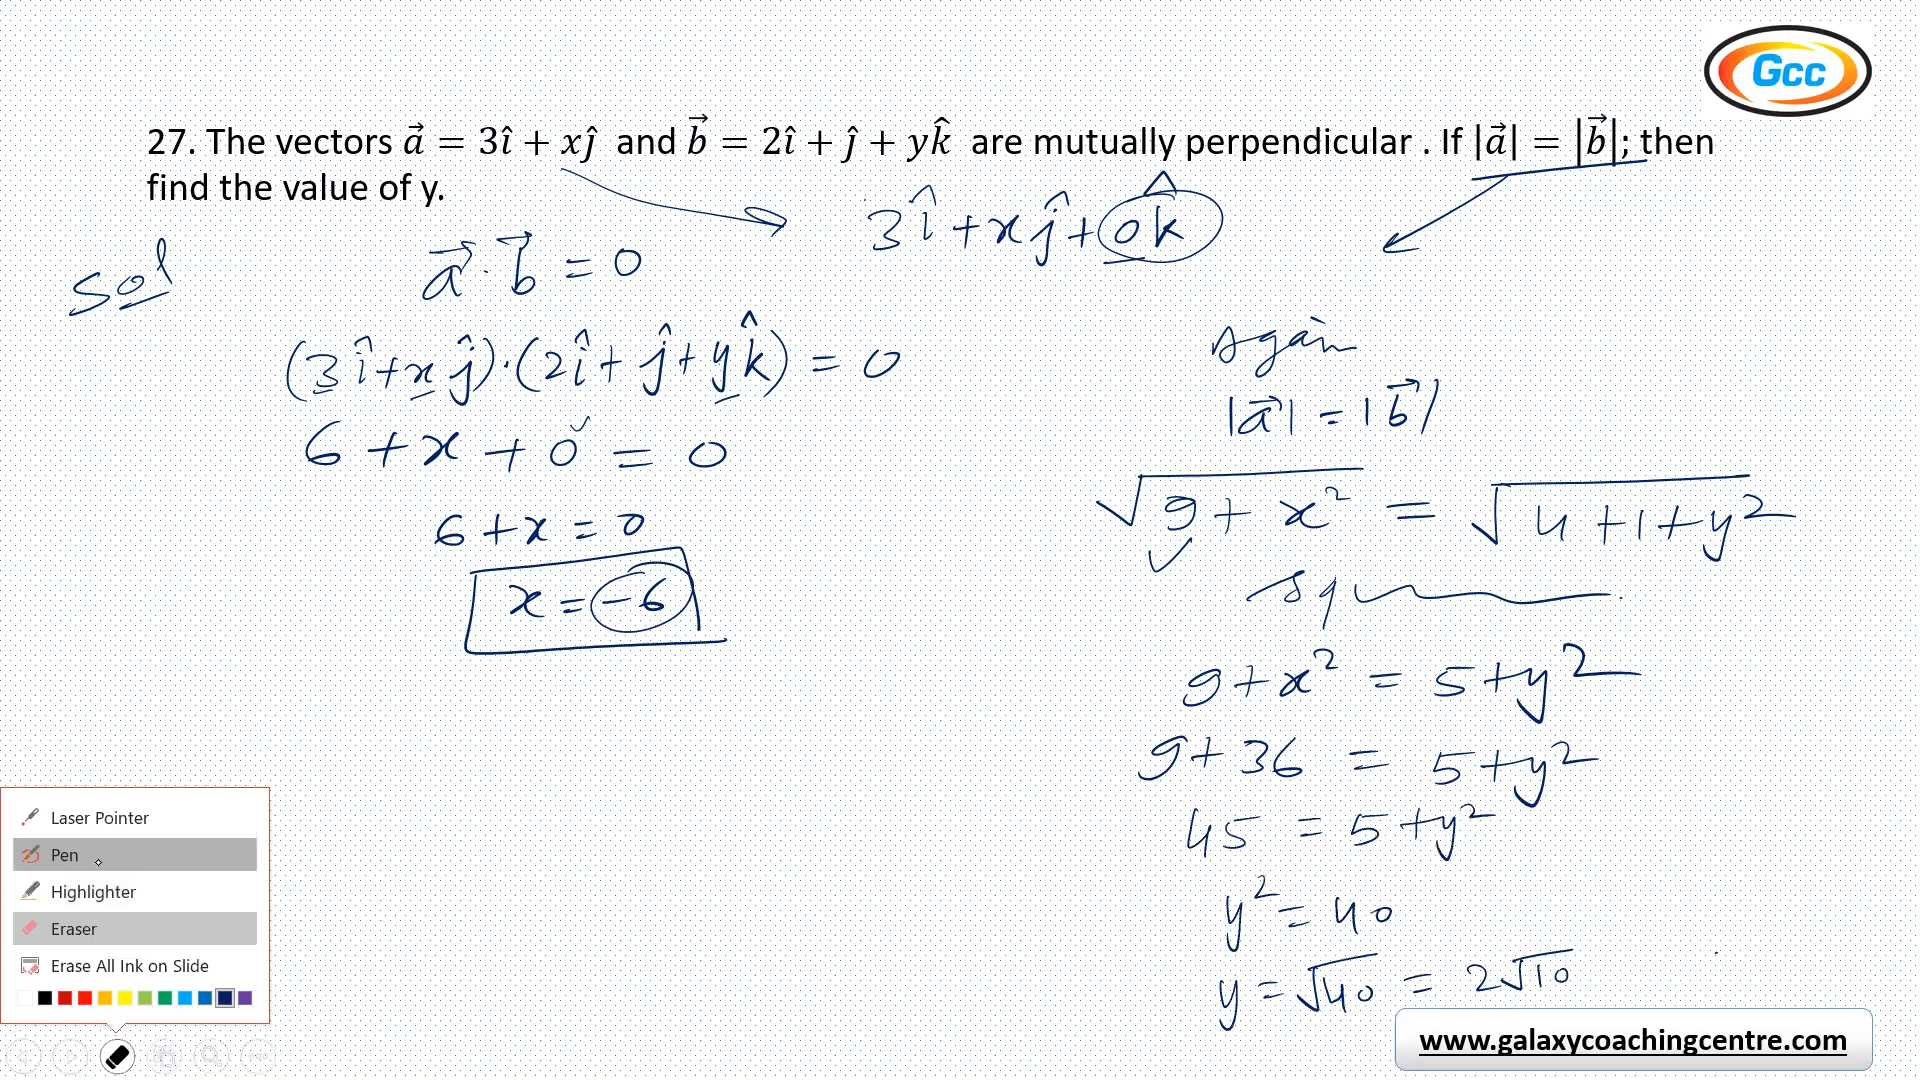 Gcc
27. The vectors a⃗ = 3î + xĵ and b⃗ = 2î + ĵ + yk̂ are mutually perpendicular . If |a⃗| = |b⃗|; then
find the value of y.
3î + xĵ + 0k̂
Sol
a⃗ . b⃗ = 0
(3î + xĵ) . (2î + ĵ + yk̂) = 0
6 + x + 0 = 0
6 + x = 0
x = -6
Again
|a⃗| = |b⃗|
√9 + x² = √4 + 1 + y²
squ
9 + x² = 5 + y²
9 + 36 = 5 + y²
45 = 5 + y²
y² = 40
y = √40 = 2√10
Laser Pointer
Pen
Highlighter
Eraser
Erase All Ink on Slide
www.galaxycoachingcentre.com